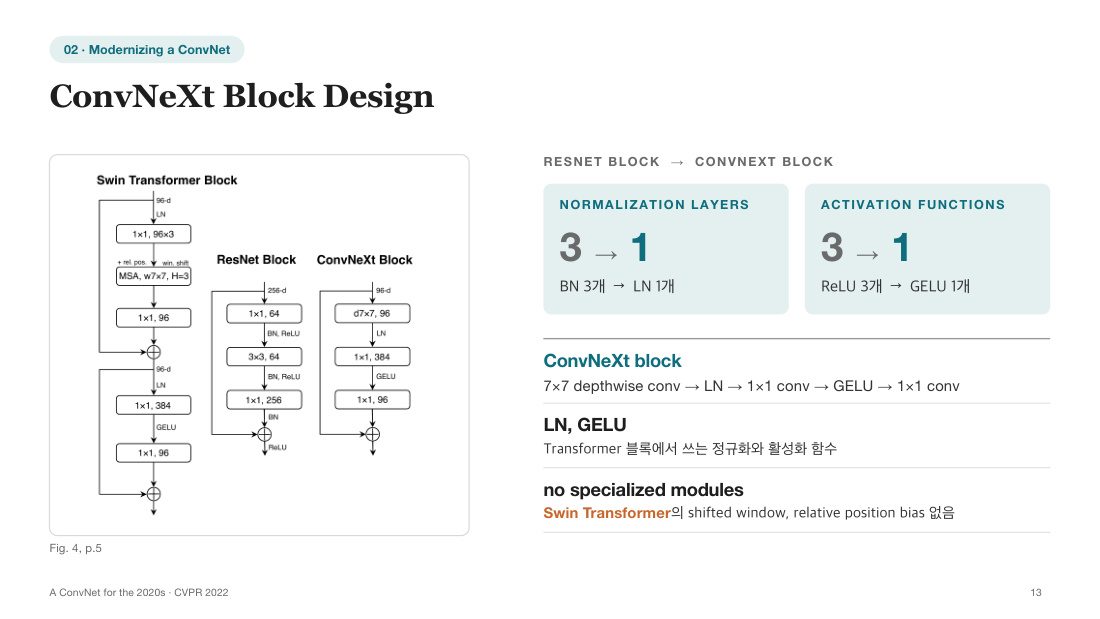 02 · Modernizing a ConvNet
ConvNeXt Block Design
Swin Transformer Block
96-d
LN
1×1, 96×3
+ rel. pos.
win. shift
MSA, w7×7, H=3
1×1, 96
96-d
LN
1×1, 384
GELU
1×1, 96
ResNet Block
256-d
1×1, 64
BN, ReLU
3×3, 64
BN, ReLU
1×1, 256
BN
ReLU
ConvNeXt Block
96-d
d7×7, 96
LN
1×1, 384
GELU
1×1, 96
Fig. 4, p.5
RESNET BLOCK → CONVNEXT BLOCK
NORMALIZATION LAYERS
3 → 1
BN 3개 → LN 1개
ACTIVATION FUNCTIONS
3 → 1
ReLU 3개 → GELU 1개
ConvNeXt block
7×7 depthwise conv → LN → 1×1 conv → GELU → 1×1 conv
LN, GELU
Transformer 블록에서 쓰는 정규화와 활성화 함수
no specialized modules
Swin Transformer의 shifted window, relative position bias 없음
A ConvNet for the 2020s · CVPR 2022
13